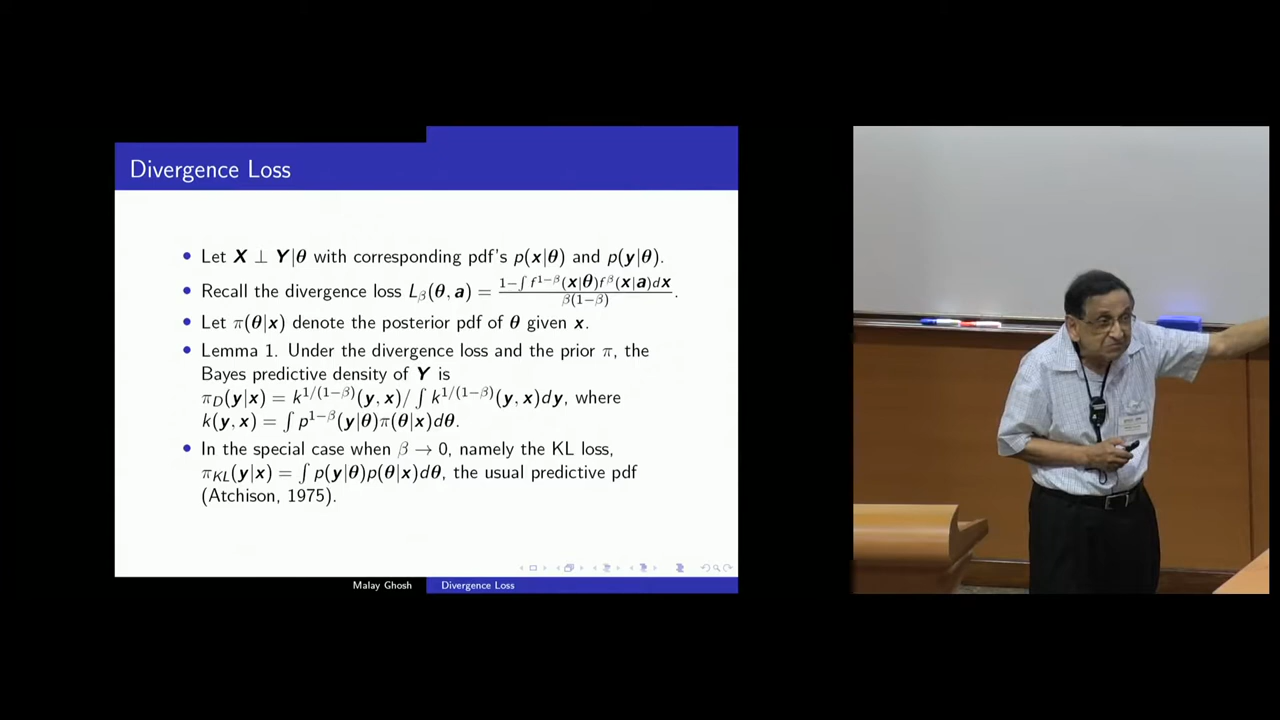 Divergence Loss
• Let X ⊥ Y|θ with corresponding pdf's p(x|θ) and p(y|θ).
• Recall the divergence loss L_β(θ, a) = (1−∫ f^{1−β}(x|θ)f^β(x|a)dx)/(β(1−β)).
• Let π(θ|x) denote the posterior pdf of θ given x.
• Lemma 1. Under the divergence loss and the prior π, the
Bayes predictive density of Y is
π_D(y|x) = k^{1/(1−β)}(y, x)/ ∫ k^{1/(1−β)}(y, x)dy, where
k(y, x) = ∫ p^{1−β}(y|θ)π(θ|x)dθ.
• In the special case when β → 0, namely the KL loss,
π_{KL}(y|x) = ∫ p(y|θ)p(θ|x)dθ, the usual predictive pdf
(Atchison, 1975).
Malay Ghosh Divergence Loss